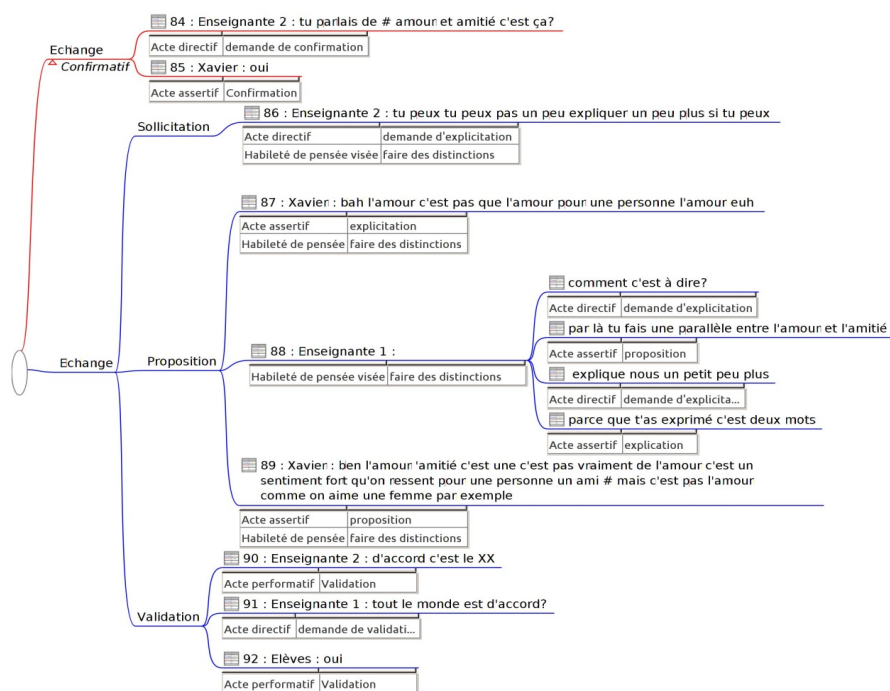 84 : Enseignante 2 : tu parlais de # amour et amitié c'est ça?
Acte directif demande de confirmation
Echange
Confirmatif
85 : Xavier : oui
Acte assertif Confirmation
Sollicitation
86 : Enseignante 2 : tu peux tu peux pas un peu expliquer un peu plus si tu peux
Acte directif demande d'explicitation
Habileté de pensée visée faire des distinctions
87 : Xavier : bah l'amour c'est pas que l'amour pour une personne l'amour euh
Acte assertif explicitation
Habileté de pensée faire des distinctions
Echange
Proposition
88 : Enseignante 1 :
Habileté de pensée visée faire des distinctions
comment c'est à dire?
Acte directif demande d'explicitation
par là tu fais une parallèle entre l'amour et l'amitié
Acte assertif proposition
explique nous un petit peu plus
Acte directif demande d'explicita...
parce que t'as exprimé c'est deux mots
Acte assertif explication
89 : Xavier : ben l'amour 'amitié c'est une c'est pas vraiment de l'amour c'est un
sentiment fort qu'on ressent pour une personne un ami # mais c'est pas l'amour
comme on aime une femme par exemple
Acte assertif proposition
Habileté de pensée faire des distinctions
Validation
90 : Enseignante 2 : d'accord c'est le XX
Acte performatif Validation
91 : Enseignante 1 : tout le monde est d'accord?
Acte directif demande de validati...
92 : Elèves : oui
Acte performatif Validation